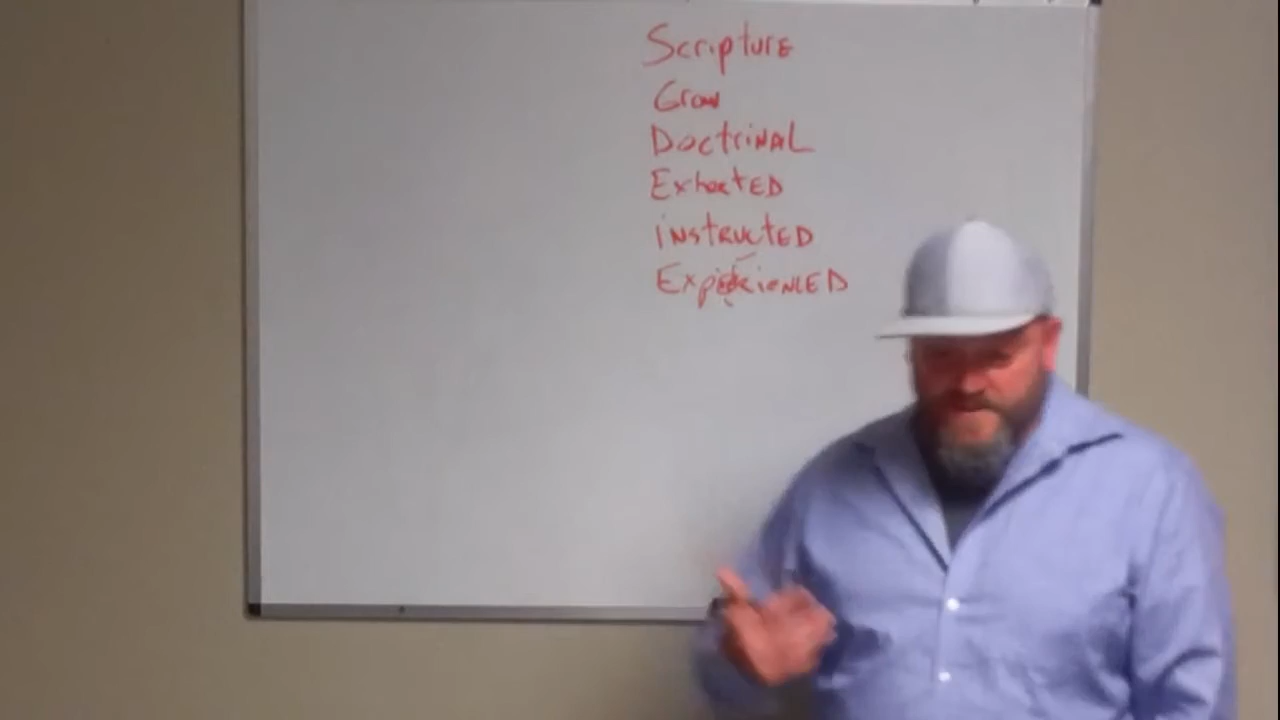 Scripture
Grow
DoctriNAL
ExhortED
iNstructED
ExperieNCED